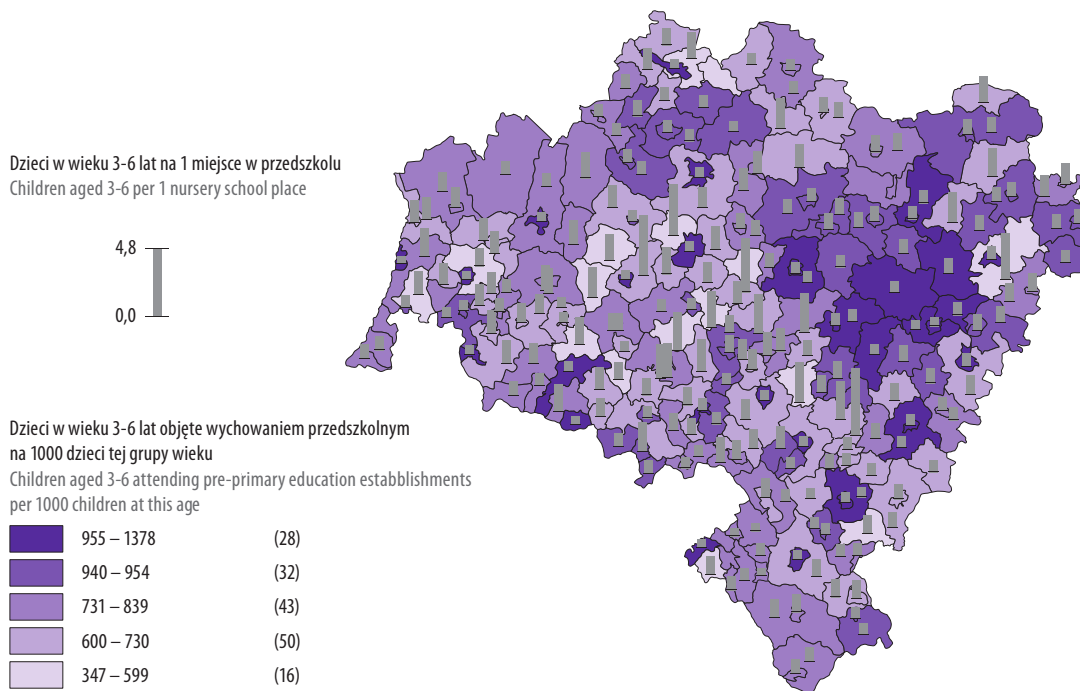 Dzieci w wieku 3-6 lat na 1 miejsce w przedszkolu
Children aged 3-6 per 1 nursery school place
4,8
0,0
Dzieci w wieku 3-6 lat objęte wychowaniem przedszkolnym
na 1000 dzieci tej grupy wieku
Children aged 3-6 attending pre-primary education estabblishments
per 1000 children at this age
955 – 1378 (28)
940 – 954 (32)
731 – 839 (43)
600 – 730 (50)
347 – 599 (16)